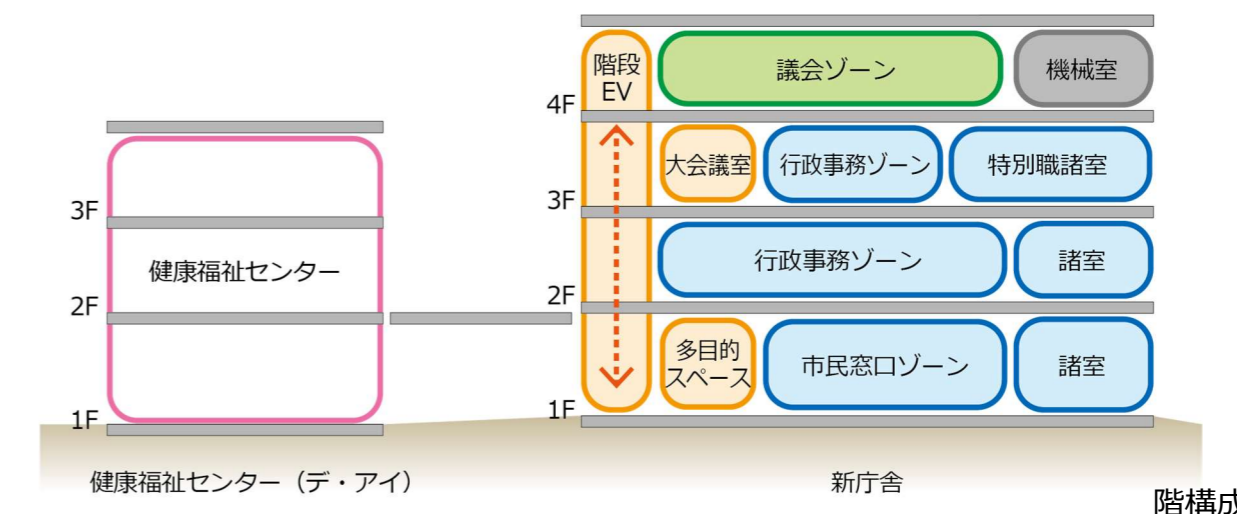 階段
EV
議会ゾーン
機械室
4F
大会議室
行政事務ゾーン
特別職諸室
3F
3F
健康福祉センター
行政事務ゾーン
諸室
2F
2F
多目的
スペース
市民窓口ゾーン
諸室
1F
1F
健康福祉センター（デ・アイ）
新庁舎
階構成